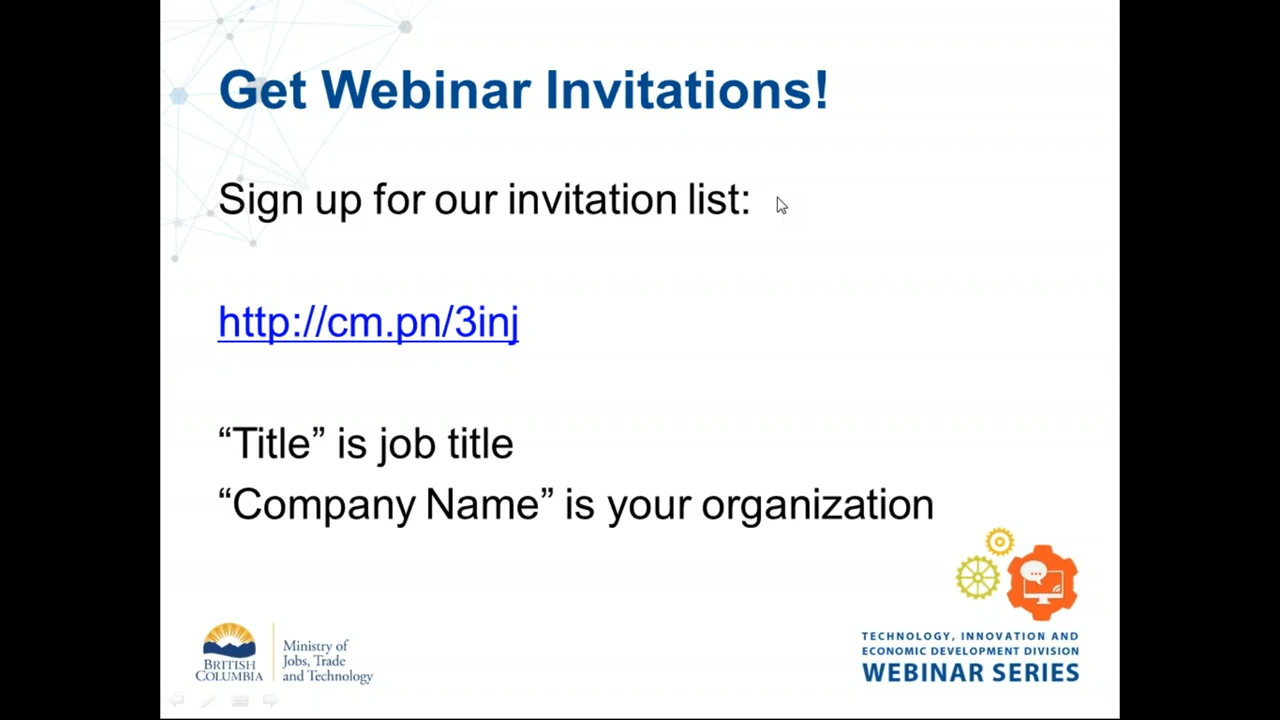 Get Webinar Invitations!
Sign up for our invitation list:
http://cm.pn/3inj
“Title” is job title
“Company Name” is your organization
BRITISH
COLUMBIA
Ministry of
Jobs, Trade
and Technology
TECHNOLOGY, INNOVATION AND
ECONOMIC DEVELOPMENT DIVISION
WEBINAR SERIES